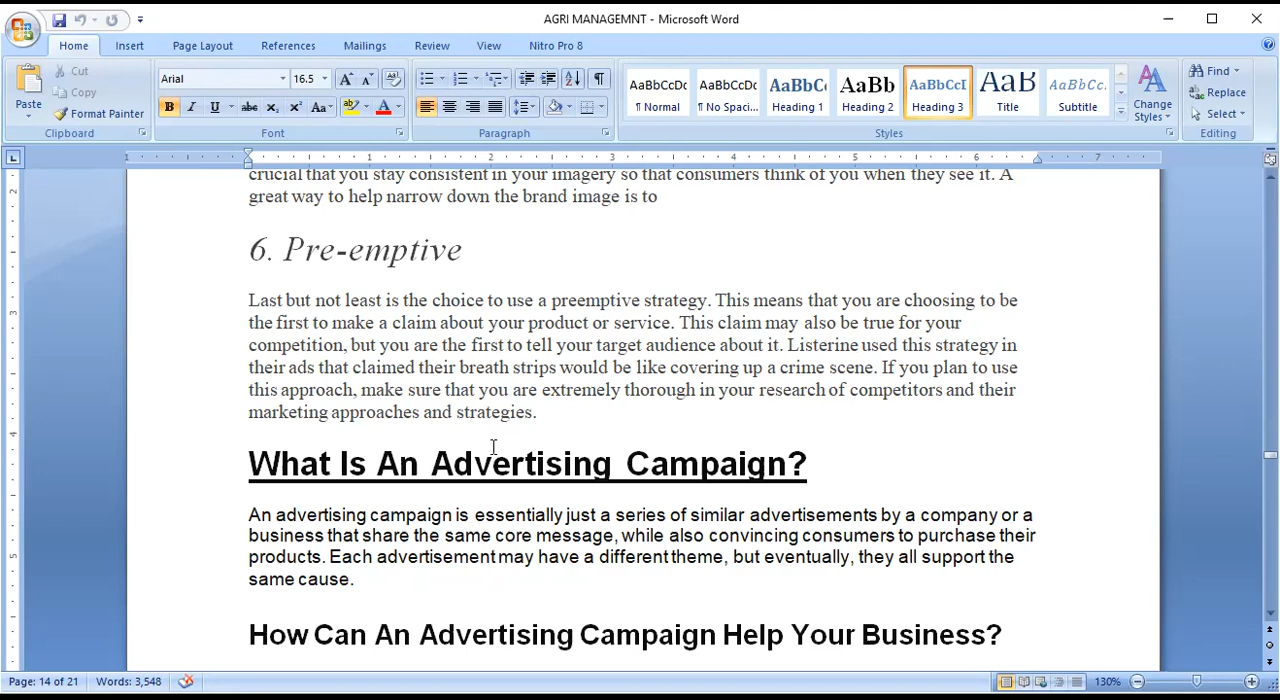 AGRI MANAGEMNT - Microsoft Word
Home Insert Page Layout References Mailings Review View Nitro Pro 8
Paste
Cut
Copy
Format Painter
Clipboard
Arial 16.5
Font
Paragraph
AaBbCcDc AaBbCcDc AaBbC AaBb AaBbCcI AaB AaBbCc.
¶ Normal ¶ No Spaci... Heading 1 Heading 2 Heading 3 Title Subtitle
Change Styles
Styles
Find
Replace
Select
Editing
crucial that you stay consistent in your imagery so that consumers think of you when they see it. A
great way to help narrow down the brand image is to
6. Pre-emptive
Last but not least is the choice to use a preemptive strategy. This means that you are choosing to be
the first to make a claim about your product or service. This claim may also be true for your
competition, but you are the first to tell your target audience about it. Listerine used this strategy in
their ads that claimed their breath strips would be like covering up a crime scene. If you plan to use
this approach, make sure that you are extremely thorough in your research of competitors and their
marketing approaches and strategies.
What Is An Advertising Campaign?
An advertising campaign is essentially just a series of similar advertisements by a company or a
business that share the same core message, while also convincing consumers to purchase their
products. Each advertisement may have a different theme, but eventually, they all support the
same cause.
How Can An Advertising Campaign Help Your Business?
Page: 14 of 21 Words: 3,548 130%